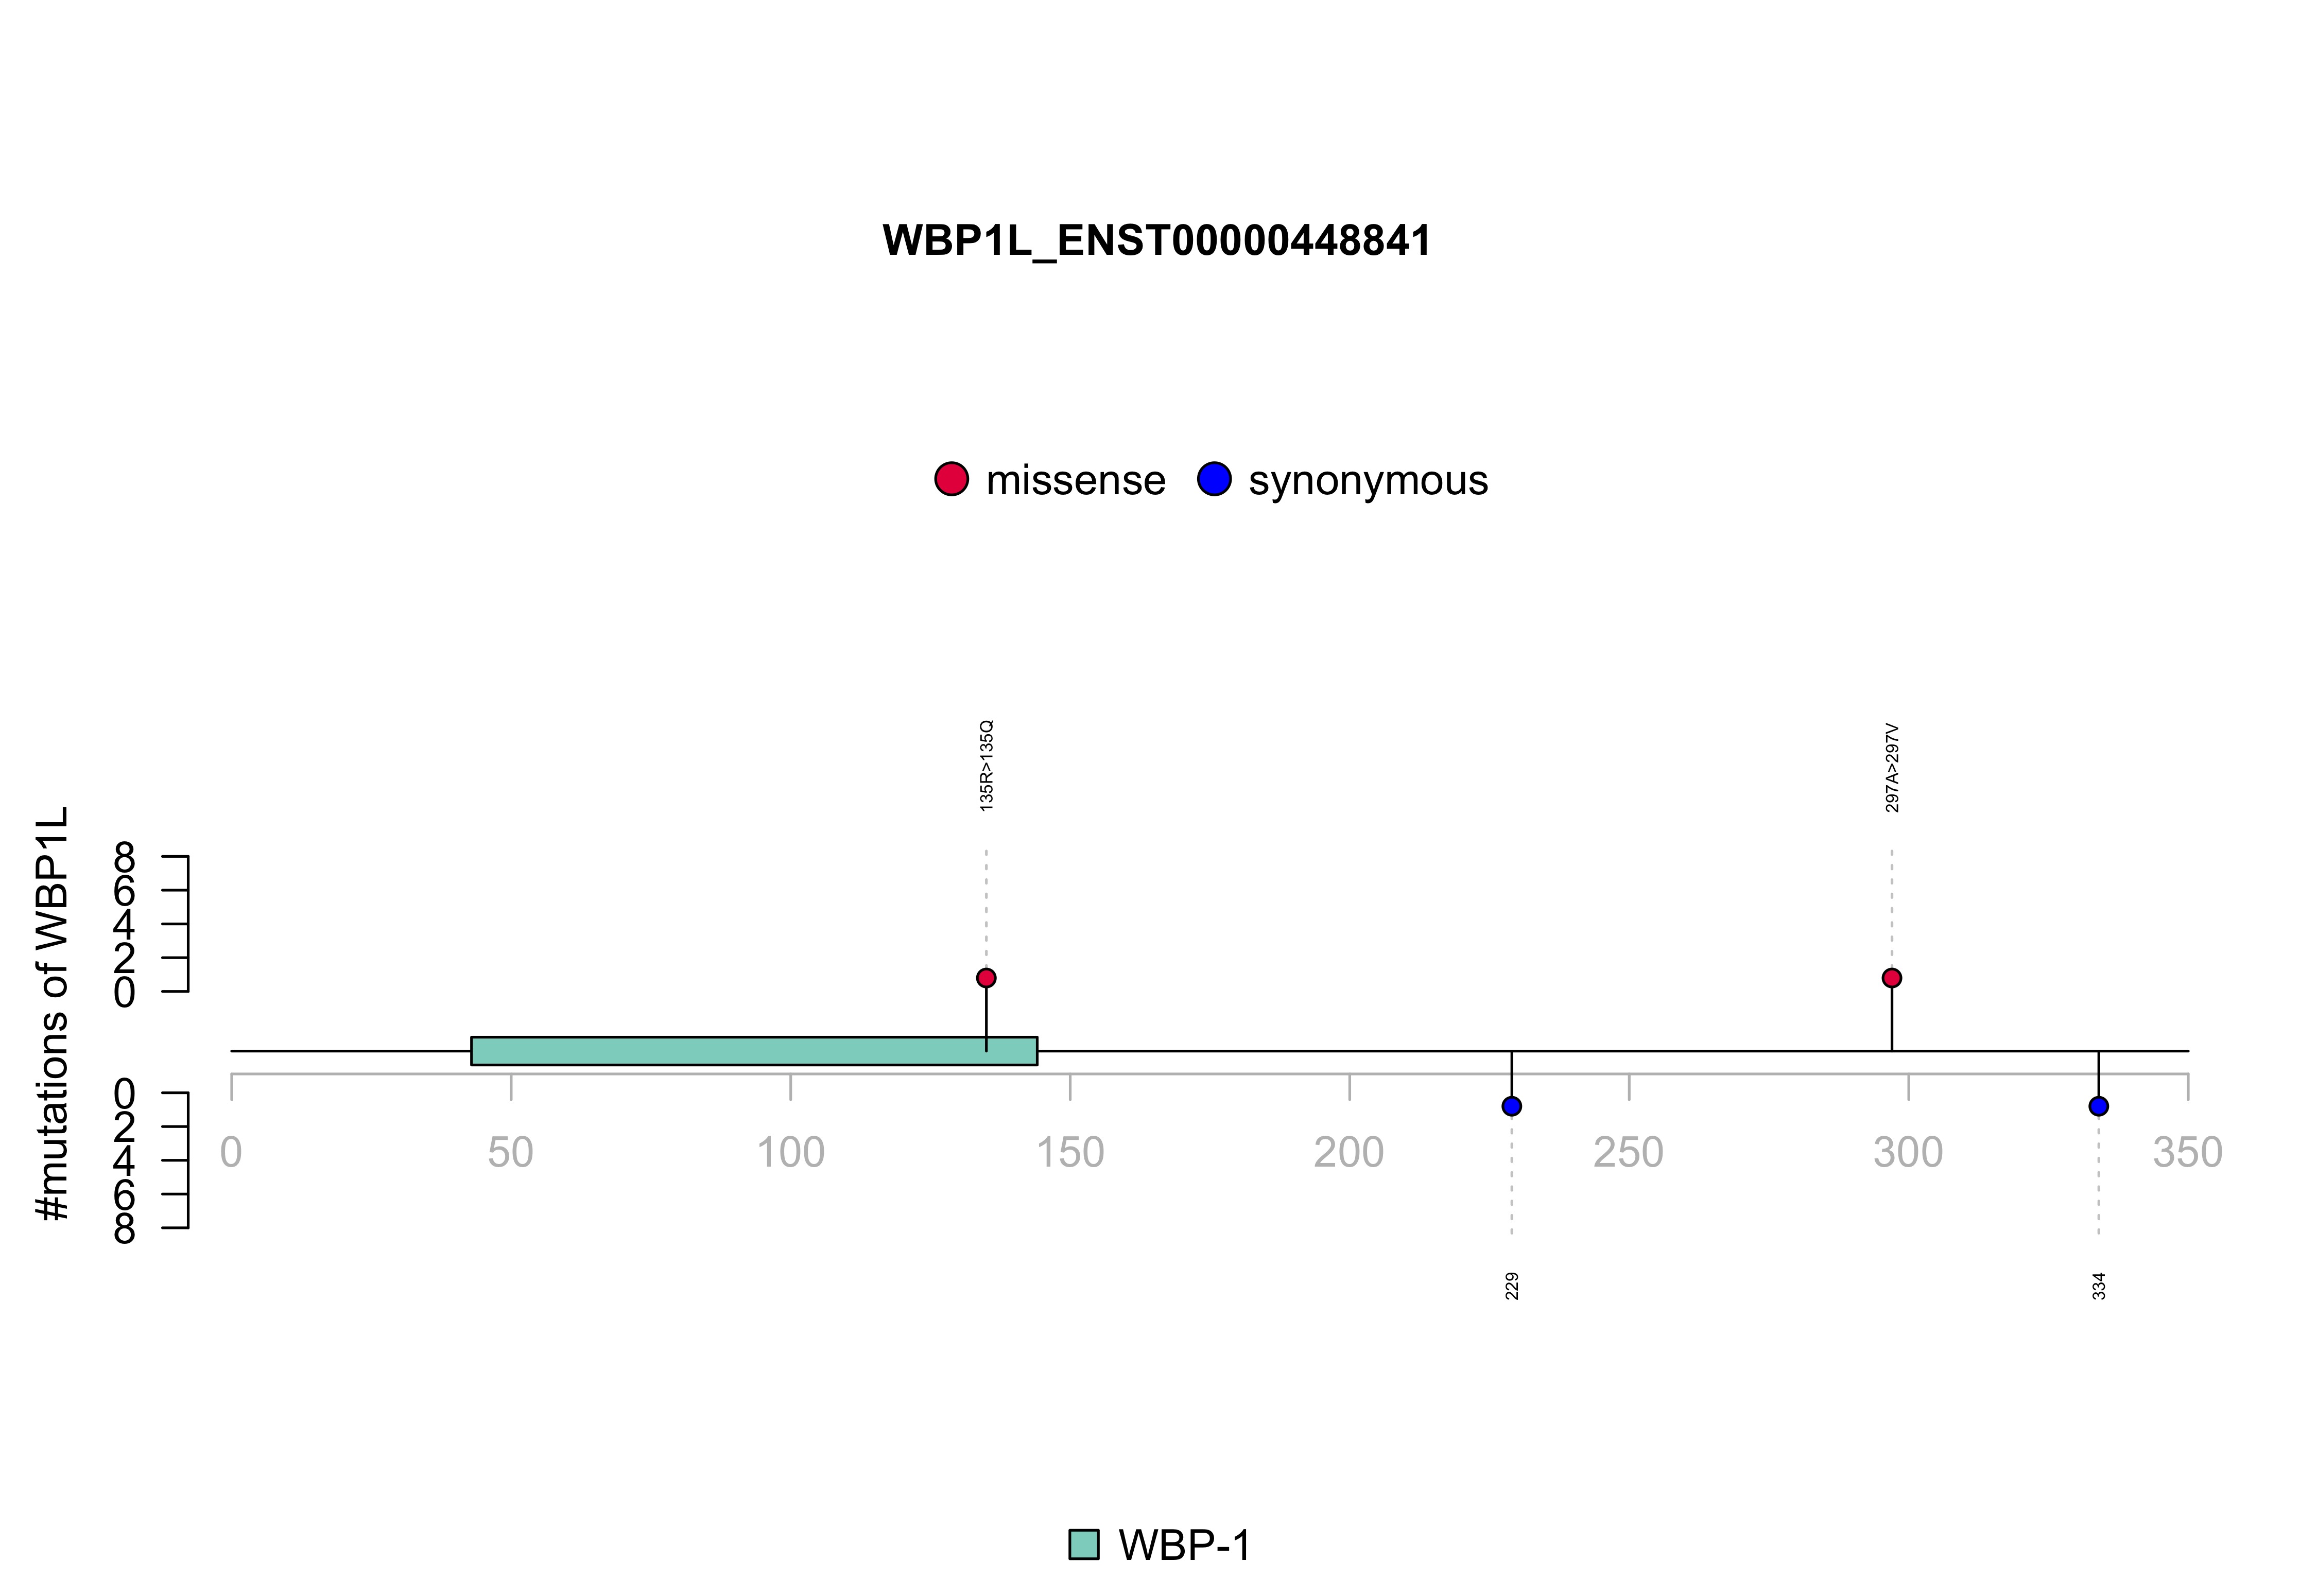 WBP1L_ENST00000448841
missense
synonymous
135R>135Q
297A>297V
#mutations of WBP1L
8
6
4
2
0
0
2
4
6
8
0
50
100
150
200
250
300
350
229
334
WBP-1